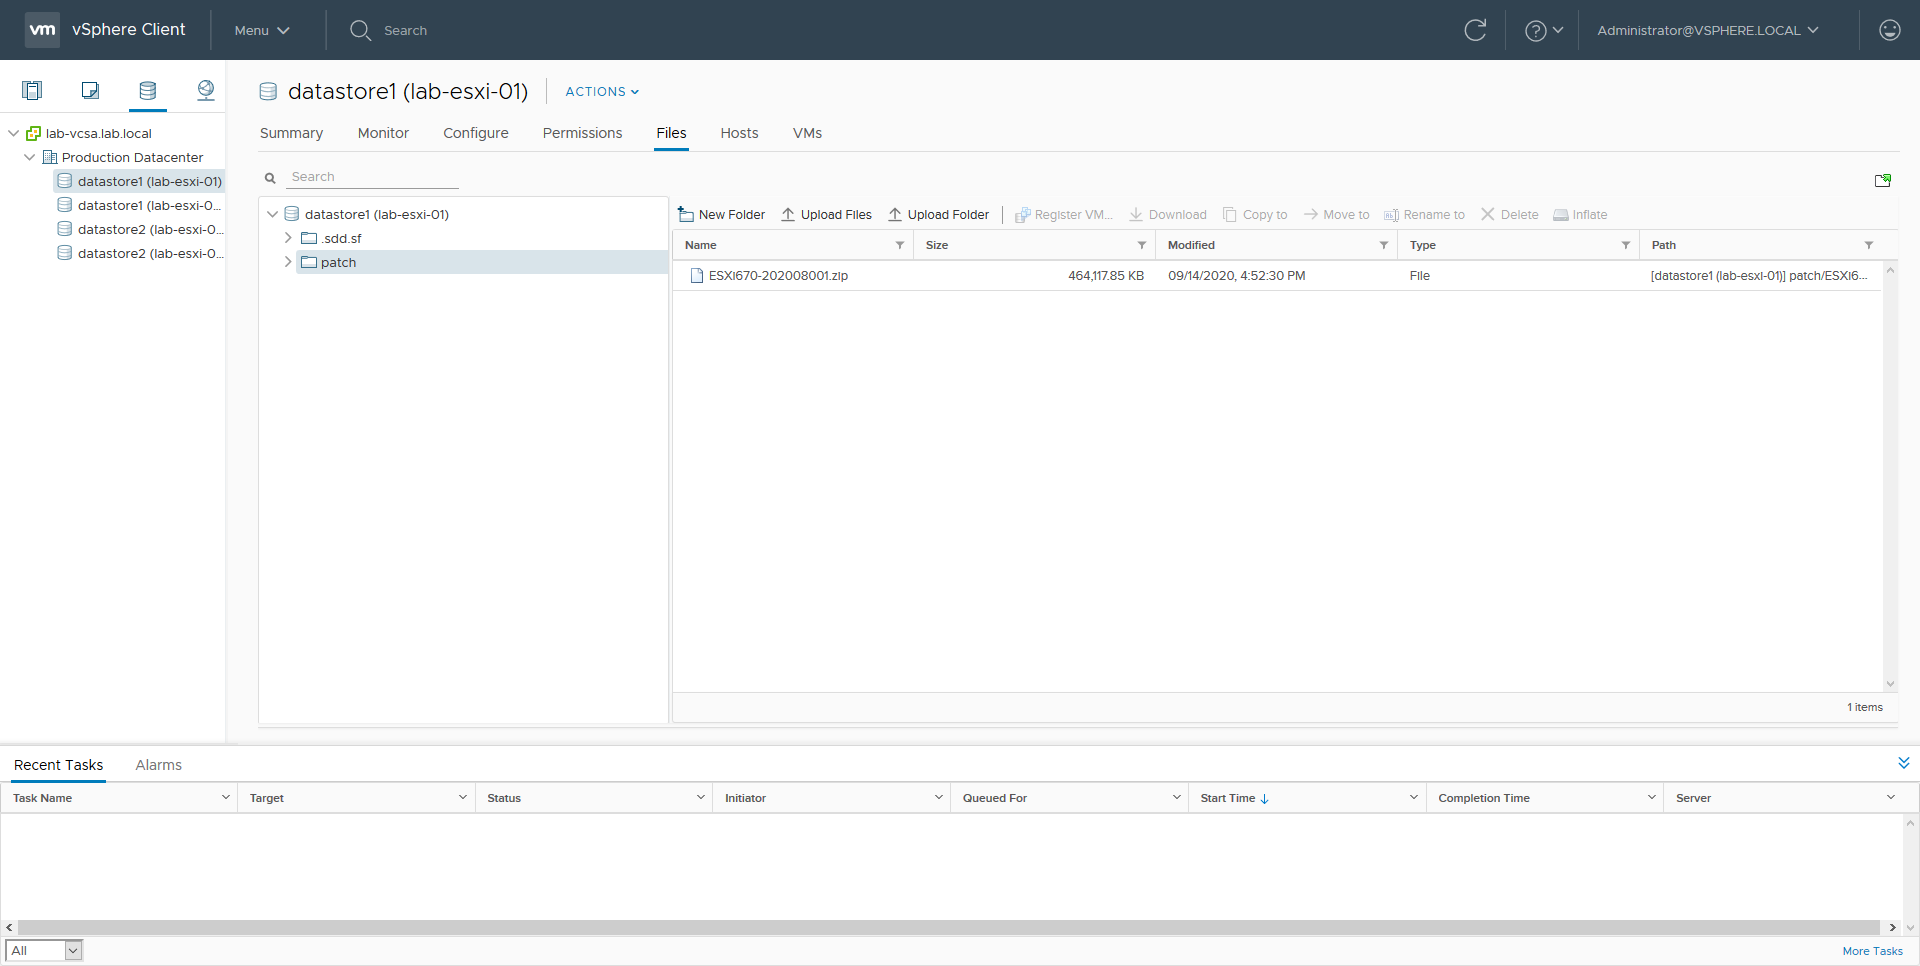 vm vSphere Client Menu Search Administrator@VSPHERE.LOCAL
datastore1 (lab-esxi-01) ACTIONS
Summary Monitor Configure Permissions Files Hosts VMs
lab-vcsa.lab.local
Production Datacenter
datastore1 (lab-esxi-01)
datastore1 (lab-esxi-0...
datastore2 (lab-esxi-0...
datastore2 (lab-esxi-0...
Search
datastore1 (lab-esxi-01)
.sdd.sf
patch
New Folder Upload Files Upload Folder Register VM... Download Copy to Move to Rename to Delete Inflate
Name Size Modified Type Path
ESXi670-202008001.zip 464,117.85 KB 09/14/2020, 4:52:30 PM File [datastore1 (lab-esxi-01)] patch/ESXi6...
1 items
Recent Tasks Alarms
Task Name Target Status Initiator Queued For Start Time Completion Time Server
All More Tasks